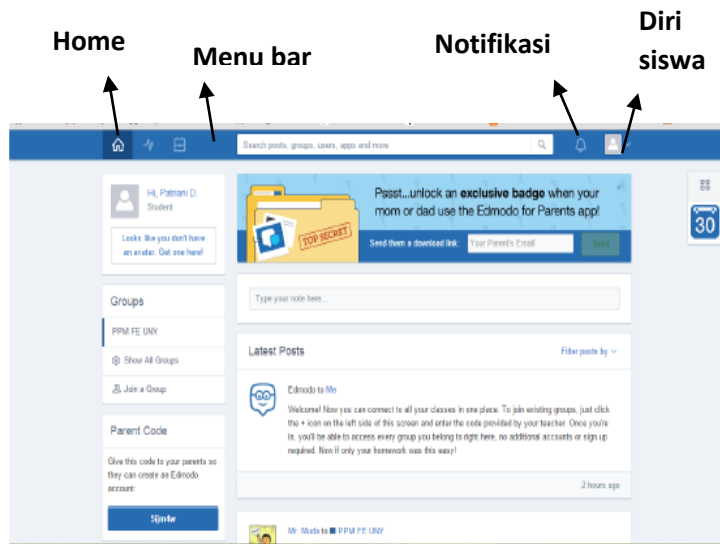 Home
Menu bar
Notifikasi
Diri
siswa
Search posts, groups, users, apps and more
Hi, Patriani D.
Student
Looks like you don't have
an avatar. Get one here!
Groups
PPM FE UNY
Show All Groups
Join a Group
Parent Code
Give this code to your parents so
they can create an Edmodo
account:
TOP SECRET
Pssst...unlock an exclusive badge when your
mom or dad use the Edmodo for Parents app!
Send them a download link:
Your Parent's Email
Send
Type your note here...
Latest Posts
Filter posts by
Edmodo to Me
Welcome! Now you can connect to all your classes in one place. To join existing groups, just click
the + icon on the left side of this screen and enter the code provided by your teacher. Once you're
in, you'll be able to access every group you belong to right here, no additional accounts or sign up
required. Now if only your homework was this easy!
2 hours ago
Mr. Muda to PPM FE UNY
30